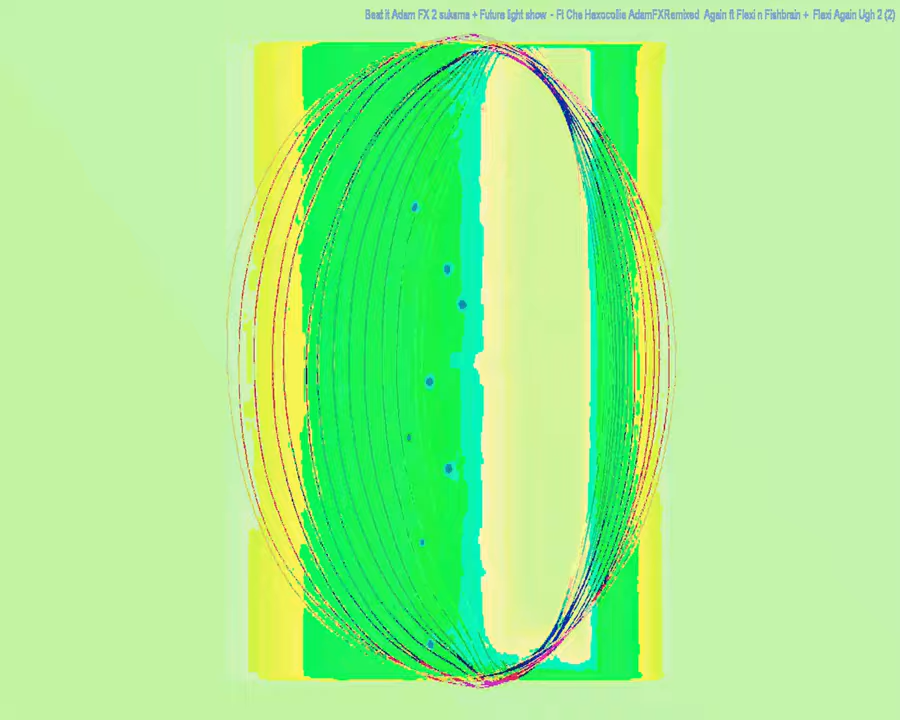 Beat it Adam FX 2 sukama + Future light show - Ft Che Hexocollie AdamFXRemixed Again ft Flexi n Fishbrain + Flexi Again Ugh 2 (2)